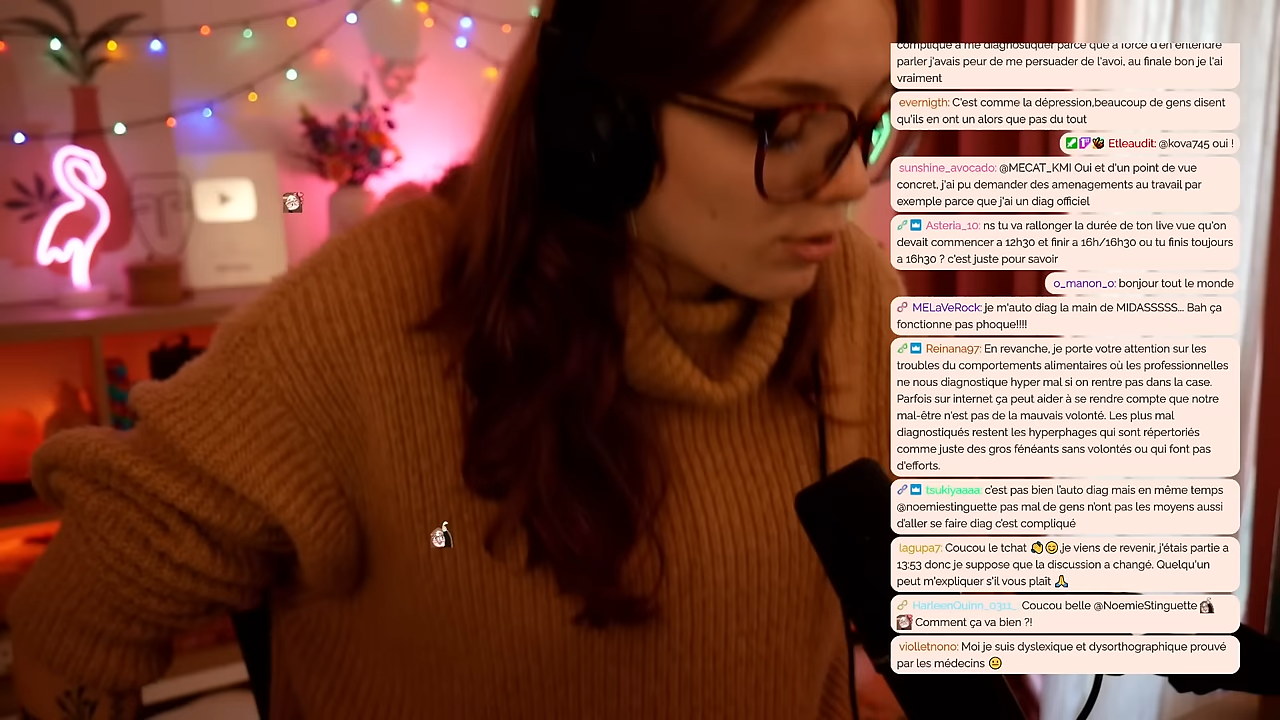 compliqué à me diagnostiquer parce que à force d'en entendre
parler j'avais peur de me persuader de l'avoi, au finale bon je l'ai
vraiment
evernigth: C'est comme la dépression,beaucoup de gens disent
qu'ils en ont un alors que pas du tout
Etleaudit: @kova745 oui !
sunshine_avocado: @MECAT_KMI Oui et d'un point de vue
concret, j'ai pu demander des amenagements au travail par
exemple parce que j'ai un diag officiel
Asteria_10: ns tu va rallonger la durée de ton live vue qu'on
devait commencer a 12h30 et finir a 16h/16h30 ou tu finis toujours
a 16h30 ? c'est juste pour savoir
o_manon_o: bonjour tout le monde
MELaVeRock: je m'auto diag la main de MIDASSSSS... Bah ça
fonctionne pas phoque!!!!
Reinana97: En revanche, je porte votre attention sur les
troubles du comportements alimentaires où les professionnelles
ne nous diagnostique hyper mal si on rentre pas dans la case.
Parfois sur internet ça peut aider à se rendre compte que notre
mal-être n'est pas de la mauvais volonté. Les plus mal
diagnostiqués restent les hyperphages qui sont répertoriés
comme juste des gros fénéants sans volontés ou qui font pas
d'efforts.
tsukiyaaaa: c'est pas bien l'auto diag mais en même temps
@noemiestinguette pas mal de gens n'ont pas les moyens aussi
d'aller se faire diag c'est compliqué
lagupa7: Coucou le tchat 👏😄 je viens de revenir, j'étais partie a
13:53 donc je suppose que la discussion a changé. Quelqu'un
peut m'expliquer s'il vous plaît 🙏
HarleenQuinn_0311_: Coucou belle @NoemieStinguette
Comment ça va bien ?!
violletnono: Moi je suis dyslexique et dysorthographique prouvé
par les médecins 😐